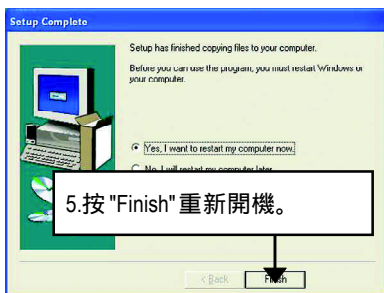 Setup Complete
Setup has finished copying files to your computer.
Before you can use the program, you must restart Windows or
your computer.
Yes, I want to restart my computer now.
No, I will restart my computer later.
5.按 "Finish" 重新開機。
< Back
Finish